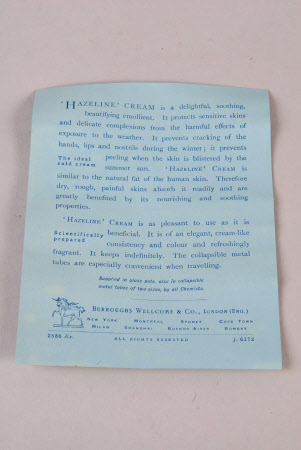 'HAZELINE' CREAM is a delightful, soothing,
beautifying emollient. It protects sensitive skins
and delicate complexions from the harmful effects of
exposure to the weather. It prevents cracking of the
hands, lips and nostrils during the winter; it prevents
The ideal cold cream
peeling when the skin is blistered by the
summer sun. 'HAZELINE' CREAM is
similar to the natural fat of the human skin. Therefore
dry, rough, painful skins absorb it readily and are
greatly benefited by its nourishing and soothing
properties.
'HAZELINE' CREAM is as pleasant to use as it is
Scientifically prepared
beneficial. It is of an elegant, cream-like
consistency and colour and refreshingly
fragrant. It keeps indefinitely. The collapsible metal
tubes are especially convenient when travelling.
Supplied in glass pots, also in collapsible
metal tubes of two sizes, by all Chemists.
BURROUGHS WELLCOME & CO., LONDON (ENG.)
NEW YORK MONTREAL SYDNEY CAPE TOWN
MILAN SHANGHAI BUENOS AIRES BOMBAY
2586 Ex. ALL RIGHTS RESERVED J. 6172